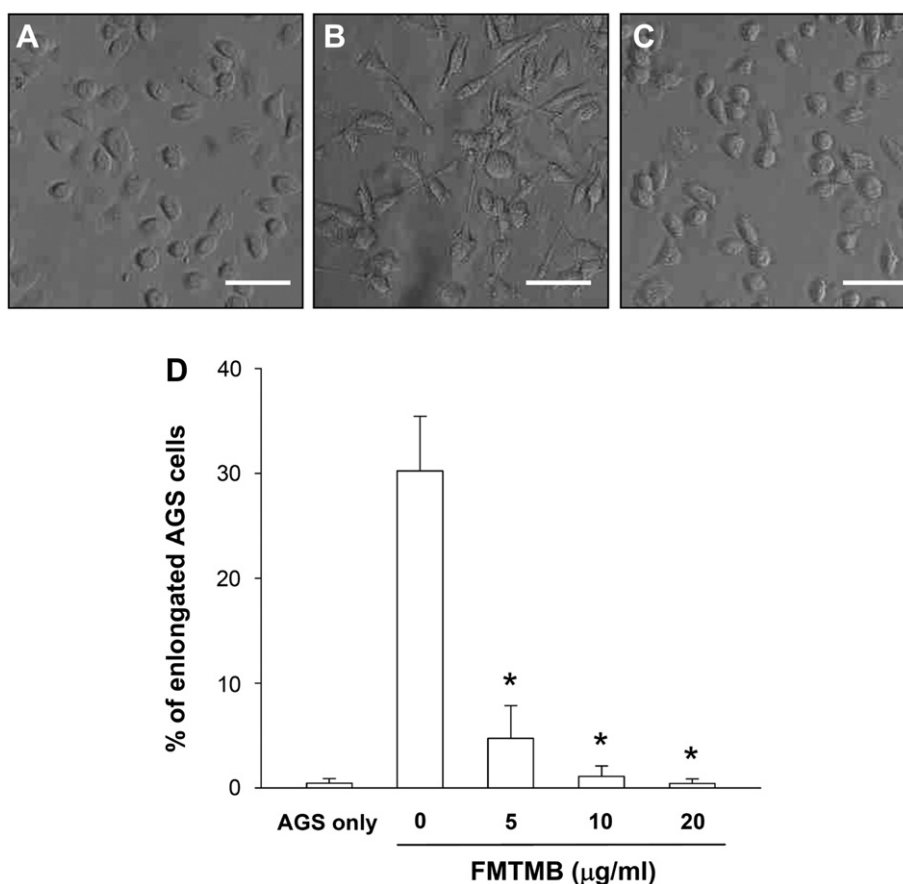 A B C
D
40
30
20
10
0
% of enlongated AGS cells
*
*
*
AGS only 0 5 10 20
FMTMB (μg/ml)